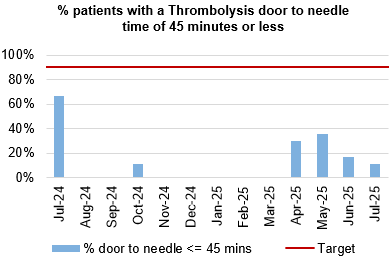 % patients with a Thrombolysis door to needle
time of 45 minutes or less
100%
80%
60%
40%
20%
0%
Jul-24
Aug-24
Sep-24
Oct-24
Nov-24
Dec-24
Jan-25
Feb-25
Mar-25
Apr-25
May-25
Jun-25
Jul-25
% door to needle <= 45 mins
Target